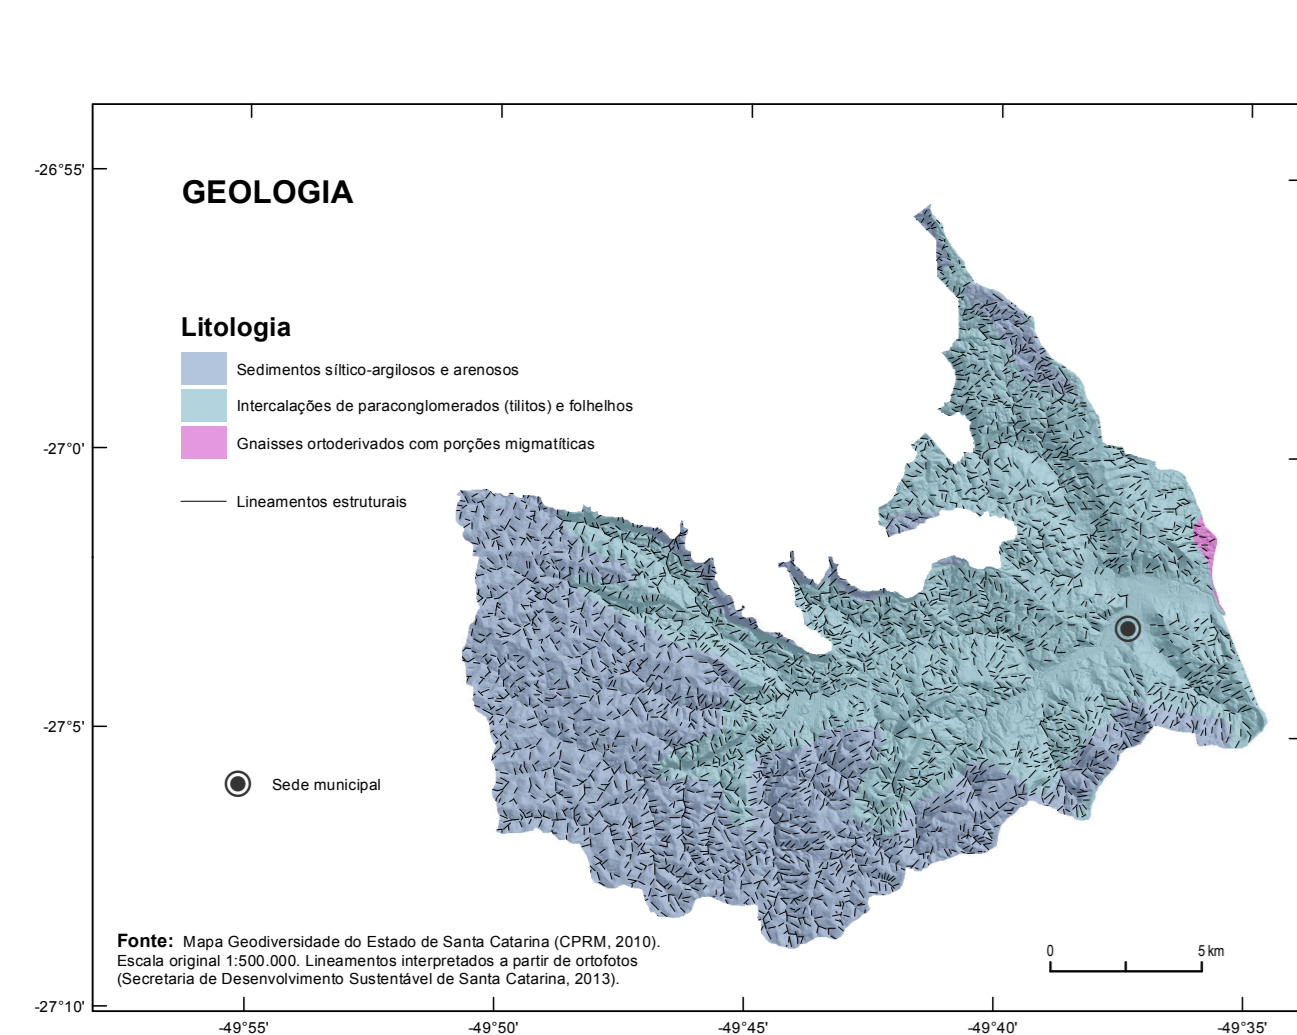 -26°55'
GEOLOGIA
Litologia
Sedimentos síltico-argilosos e arenosos
Intercalações de paraconglomerados (tilitos) e folhelhos
Gnaisses ortoderivados com porções migmatíticas
-27°0'
Lineamentos estruturais
-27°5'
Sede municipal
Fonte: Mapa Geodiversidade do Estado de Santa Catarina (CPRM, 2010).
Escala original 1:500.000. Lineamentos interpretados a partir de ortofotos
(Secretaria de Desenvolvimento Sustentável de Santa Catarina, 2013).
0 5 km
-27°10'
-49°55' -49°50' -49°45' -49°40' -49°35'